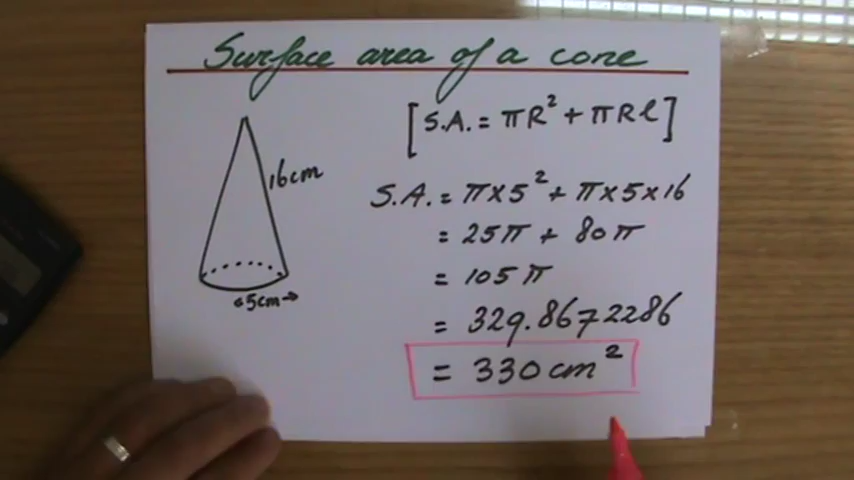 Surface area of a cone
[S.A. = πR² + πRl]
16cm
S.A. = π×5² + π×5×16
= 25π + 80π
= 105π
5cm
= 329.8672286
= 330cm²